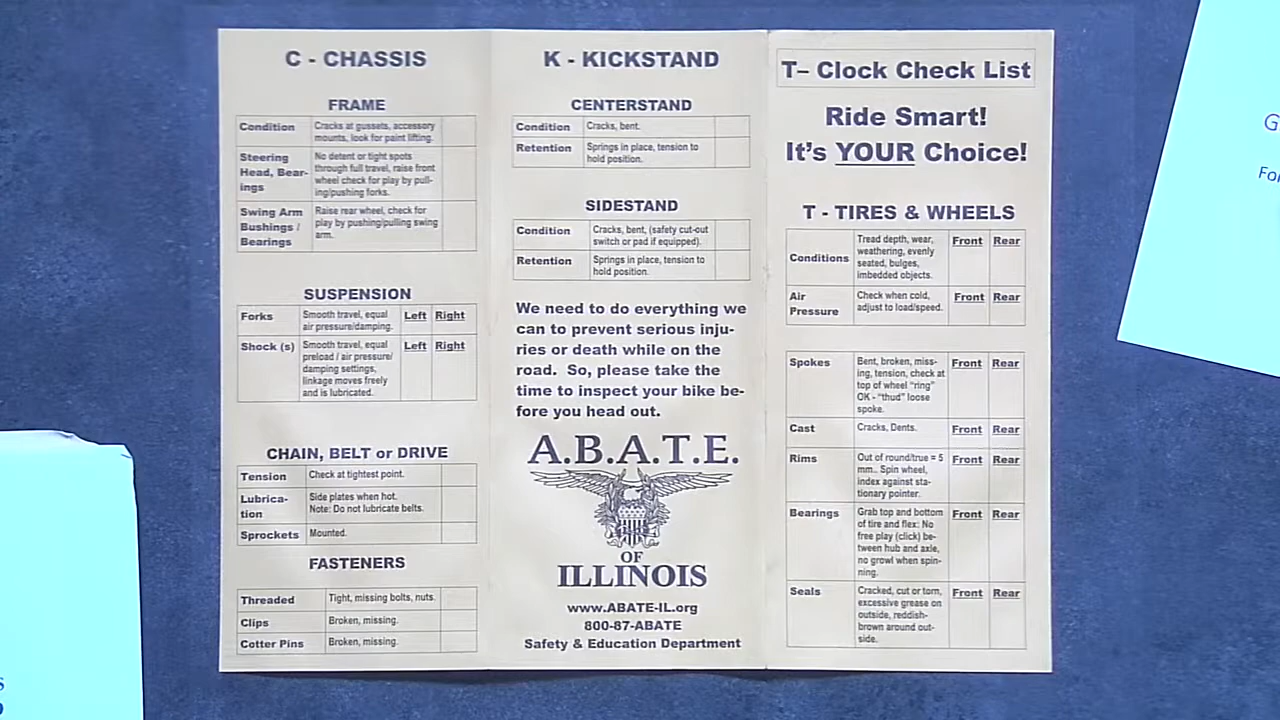 C - CHASSIS
FRAME
Condition
Cracks at gussets, accessory
mounts, look for paint lifting.
Steering
Head, Bear-
ings
No detent or tight spots
through full travel, raise front
wheel check for play by pull-
ing/pushing forks.
Swing Arm
Bushings /
Bearings
Raise rear wheel, check for
play by pushing/pulling swing
arm.
SUSPENSION
Forks
Smooth travel, equal
air pressure/damping.
Left Right
Shock (s)
Smooth travel, equal
preload / air pressure/
damping settings,
linkage moves freely
and is lubricated.
Left Right
CHAIN, BELT or DRIVE
Tension
Check at tightest point.
Lubrica-
tion
Side plates when hot.
Note: Do not lubricate belts.
Sprockets
Mounted.
FASTENERS
Threaded
Tight, missing bolts, nuts.
Clips
Broken, missing.
Cotter Pins
Broken, missing.
K - KICKSTAND
CENTERSTAND
Condition
Cracks, bent.
Retention
Springs in place, tension to
hold position.
SIDESTAND
Condition
Cracks, bent, (safety cut-out
switch or pad if equipped).
Retention
Springs in place, tension to
hold position.
We need to do everything we
can to prevent serious inju-
ries or death while on the
road. So, please take the
time to inspect your bike be-
fore you head out.
A.B.A.T.E.
OF
ILLINOIS
www.ABATE-IL.org
800-87-ABATE
Safety & Education Department
T– Clock Check List
Ride Smart!
It's YOUR Choice!
T - TIRES & WHEELS
Conditions
Tread depth, wear,
weathering, evenly
seated, bulges,
imbedded objects.
Front Rear
Air
Pressure
Check when cold,
adjust to load/speed.
Front Rear
Spokes
Bent, broken, miss-
ing, tension, check at
top of wheel "ring"
OK - "thud" loose
spoke.
Front Rear
Cast
Cracks, Dents.
Front Rear
Rims
Out of round/true = 5
mm.. Spin wheel,
index against sta-
tionary pointer.
Front Rear
Bearings
Grab top and bottom
of tire and flex: No
free play (click) be-
tween hub and axle,
no growl when spin-
ning.
Front Rear
Seals
Cracked, cut or torn,
excessive grease on
outside, reddish-
brown around out-
side.
Front Rear